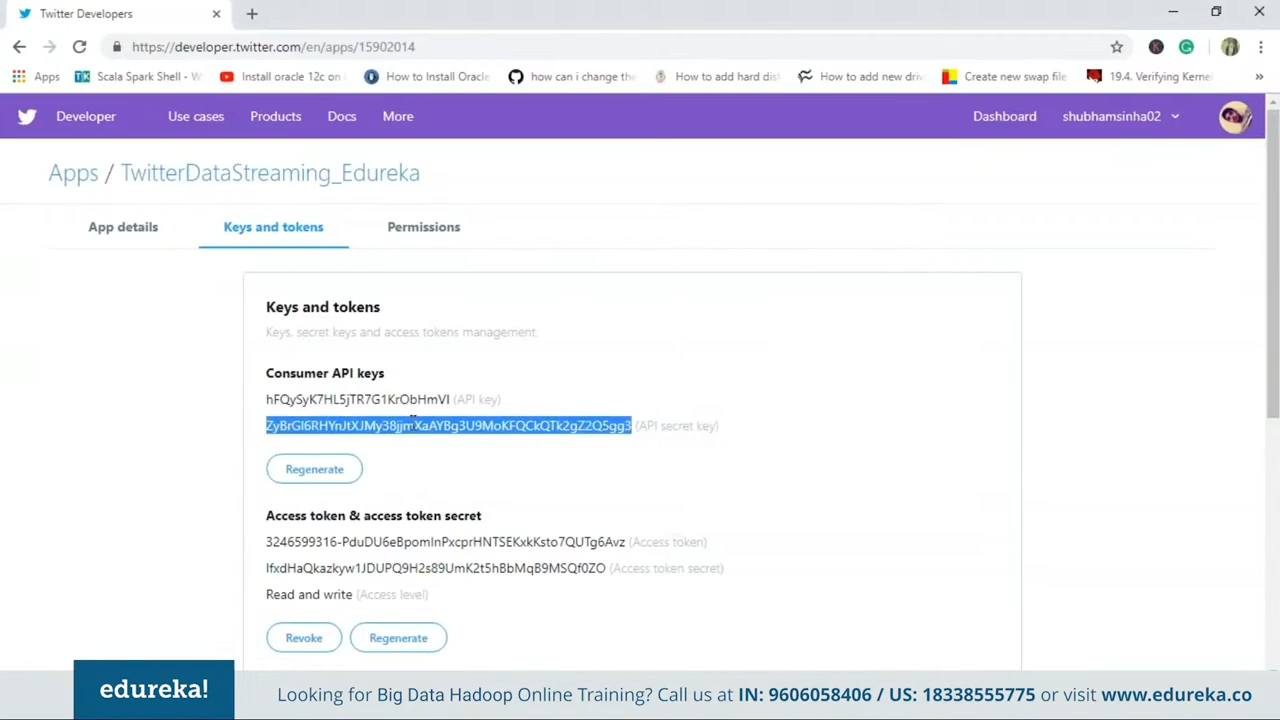 Twitter Developers
https://developer.twitter.com/en/apps/15902014
Apps
Scala Spark Shell - W
Install oracle 12c on
How to Install Oracle
how can i change the
How to add hard dis
How to add new driv
Create new swap file
19.4. Verifying Kerne
Developer Use cases Products Docs More Dashboard shubhamsinha02
Apps / TwitterDataStreaming_Edureka
App details Keys and tokens Permissions
Keys and tokens
Keys, secret keys and access tokens management.
Consumer API keys
(API key)
(API secret key)
Regenerate
Access token & access token secret
(Access token)
(Access token secret)
Read and write (Access level)
Revoke Regenerate
edureka!
Looking for Big Data Hadoop Online Training? Call us at IN: 9606058406 / US: 18338555775 or visit www.edureka.co